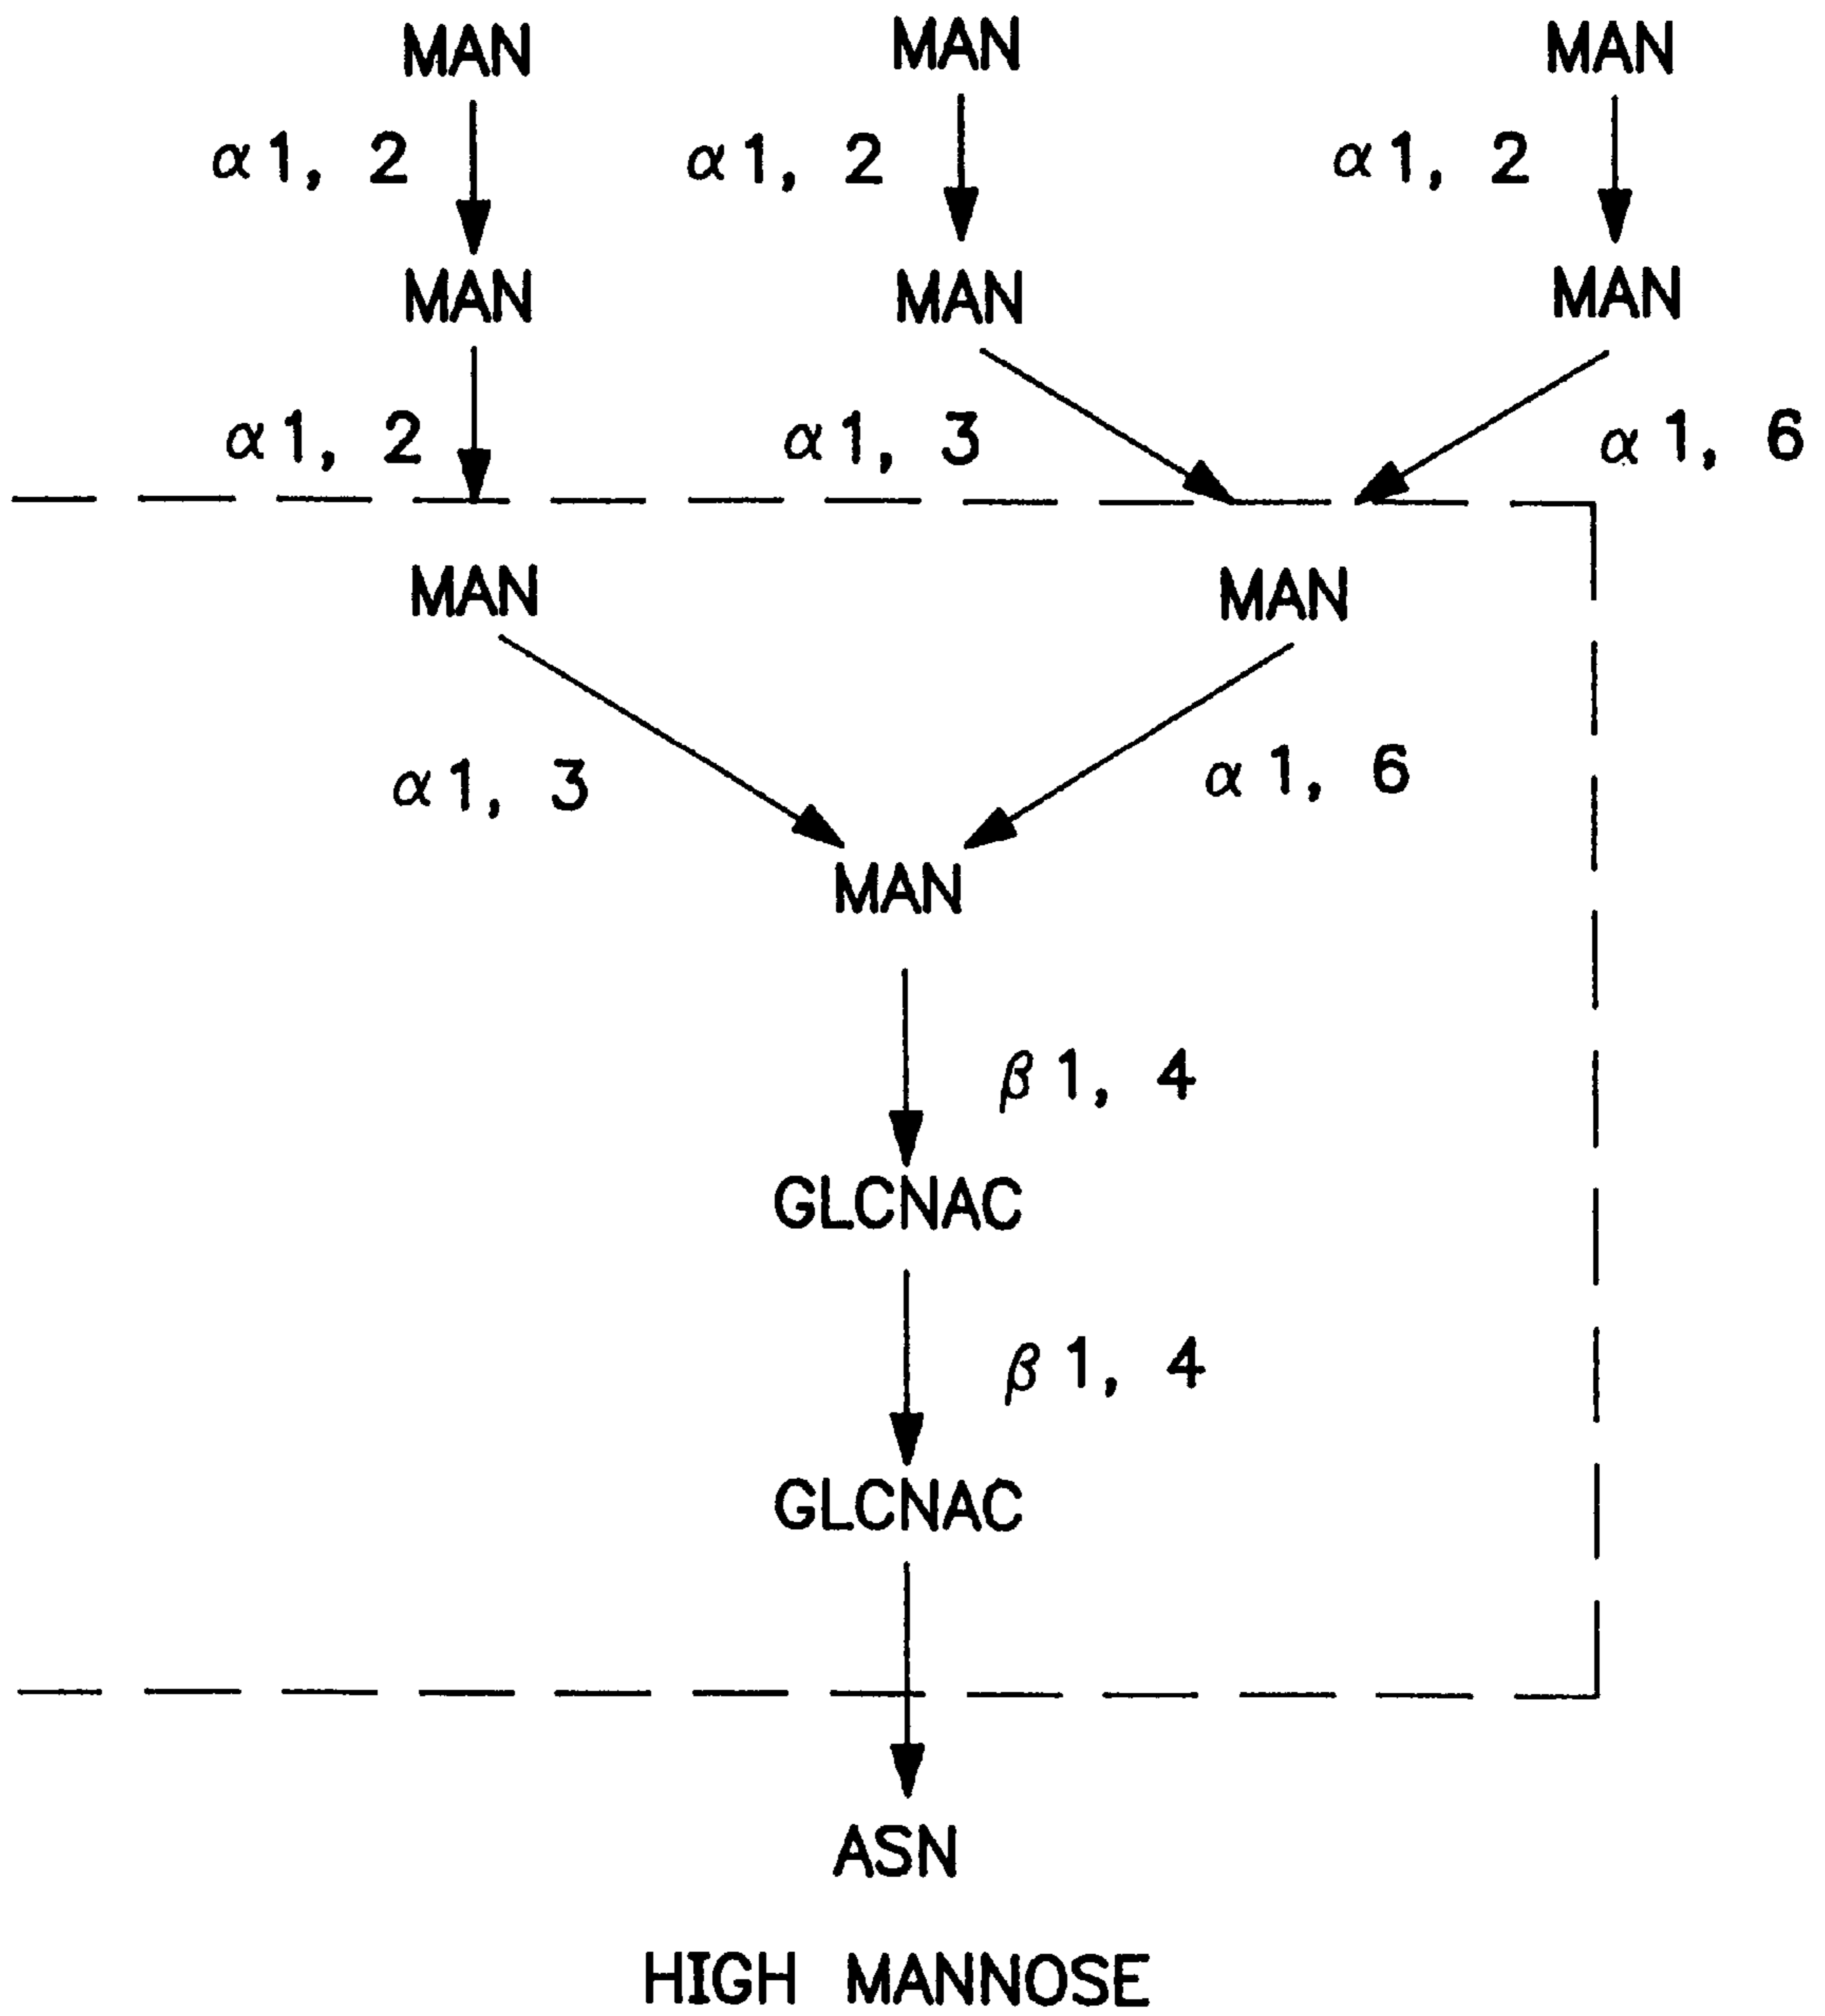 MAN MAN MAN
α1, 2 α1, 2 α1, 2
MAN MAN MAN
α1, 2 α1, 3 α1, 6
MAN MAN
α1, 3 α1, 6
MAN
β1, 4
GLCNAC
β1, 4
GLCNAC
ASN
HIGH MANNOSE